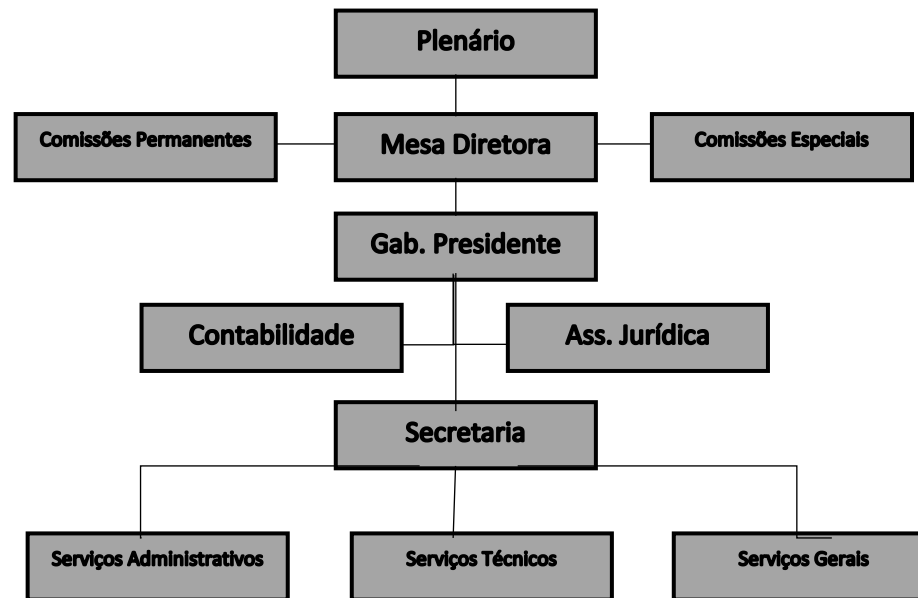 Plenário
Comissões Permanentes
Mesa Diretora
Comissões Especiais
Gab. Presidente
Contabilidade
Ass. Jurídica
Secretaria
Serviços Administrativos
Serviços Técnicos
Serviços Gerais